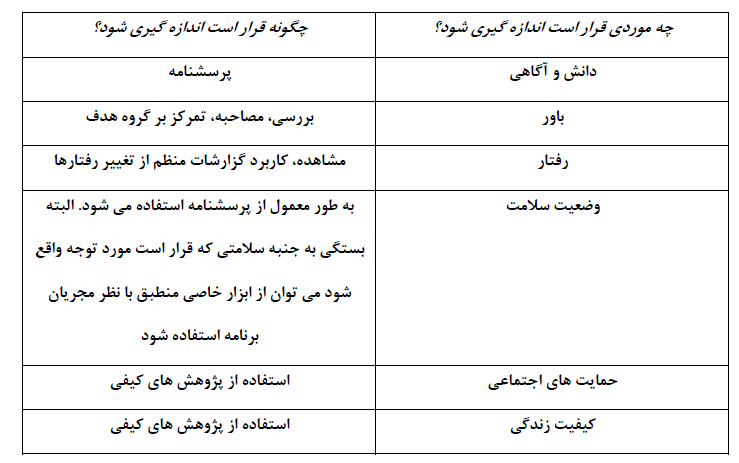 چه موردی قرار است اندازه گیری شود؟
چگونه قرار است اندازه گیری شود؟
دانش و آگاهی
پرسشنامه
باور
بررسی، مصاحبه، تمرکز بر گروه هدف
رفتار
مشاهده، کاربرد گزارشات منظم از تغییر رفتارها
وضعیت سلامت
به طور معمول از پرسشنامه استفاده می شود. البته
بستگی به جنبه سلامتی که قرار است مورد توجه واقع
شود می توان از ابزار خاصی منطبق با نظر مجریان
برنامه استفاده شود
حمایت های اجتماعی
استفاده از پژوهش های کیفی
کیفیت زندگی
استفاده از پژوهش های کیفی